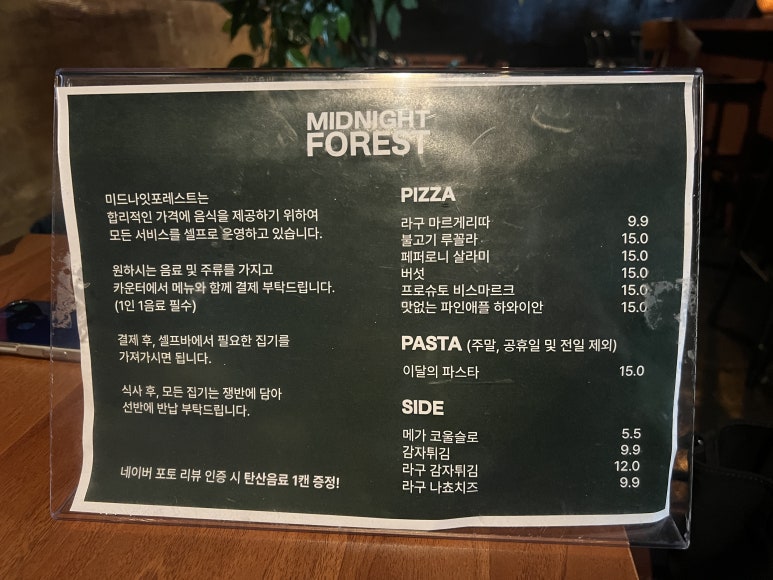 MIDNIGHT
FOREST
미드나잇포레스트는
합리적인 가격에 음식을 제공하기 위하여
모든 서비스를 셀프로 운영하고 있습니다.
원하시는 음료 및 주류를 가지고
카운터에서 메뉴와 함께 결제 부탁드립니다.
(1인 1음료 필수)
결제 후, 셀프바에서 필요한 집기를
가져가시면 됩니다.
식사 후, 모든 집기는 쟁반에 담아
선반에 반납 부탁드립니다.
네이버 포토 리뷰 인증 시 탄산음료 1캔 증정!
PIZZA
라구 마르게리따 9.9
불고기 루꼴라 15.0
페퍼로니 살라미 15.0
버섯 15.0
프로슈토 비스마르크 15.0
맛없는 파인애플 하와이안 15.0
PASTA (주말, 공휴일 및 전일 제외)
이달의 파스타 15.0
SIDE
메가 코울슬로 5.5
감자튀김 9.9
라구 감자튀김 12.0
라구 나쵸치즈 9.9